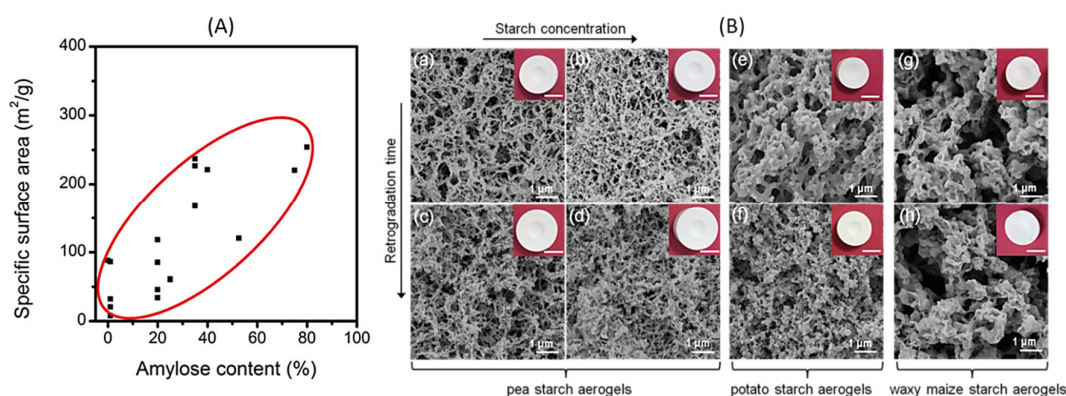 (A)
400
300
200
100
0
0 20 40 60 80 100
Specific surface area (m²/g)
Amylose content (%)
(B)
Starch concentration
Retrogradation time
(a)
1 µm
(b)
1 µm
(e)
1 µm
(g)
1 µm
(c)
1 µm
(d)
1 µm
(f)
1 µm
(h)
1 µm
pea starch aerogels
potato starch aerogels
waxy maize starch aerogels